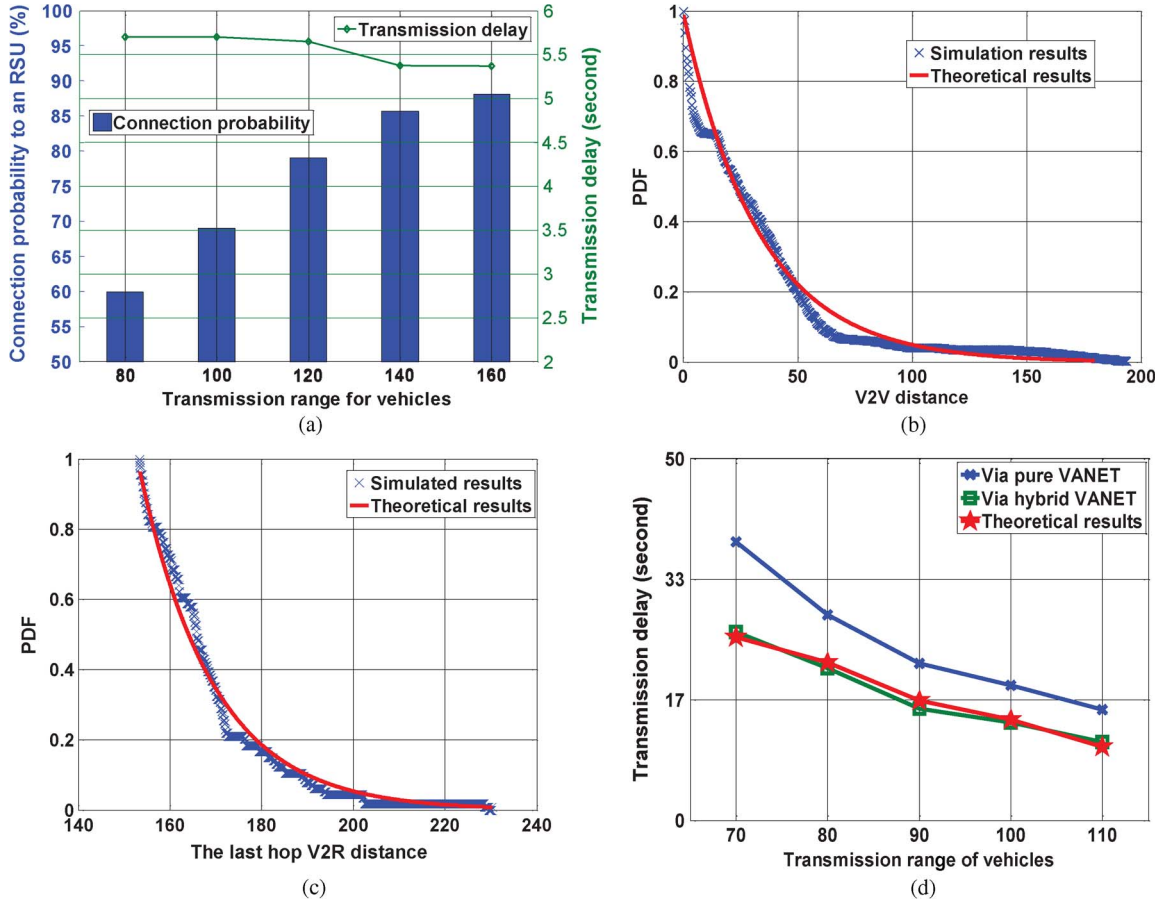 100
95
90
85
80
75
70
65
60
55
50
Connection probability to an RSU (%)
6
5.5
5
4.5
4
3.5
3
2.5
2
Transmission delay (second)
Transmission delay
Connection probability
80 100 120 140 160
Transmission range for vehicles
(a)
1
0.8
0.6
0.4
0.2
0
PDF
Simulation results
Theoretical results
0 50 100 150 200
V2V distance
(b)
1
0.8
0.6
0.4
0.2
0
PDF
Simulated results
Theoretical results
140 160 180 200 220 240
The last hop V2R distance
(c)
50
33
17
0
Transmission delay (second)
Via pure VANET
Via hybrid VANET
Theoretical results
70 80 90 100 110
Transmission range of vehicles
(d)